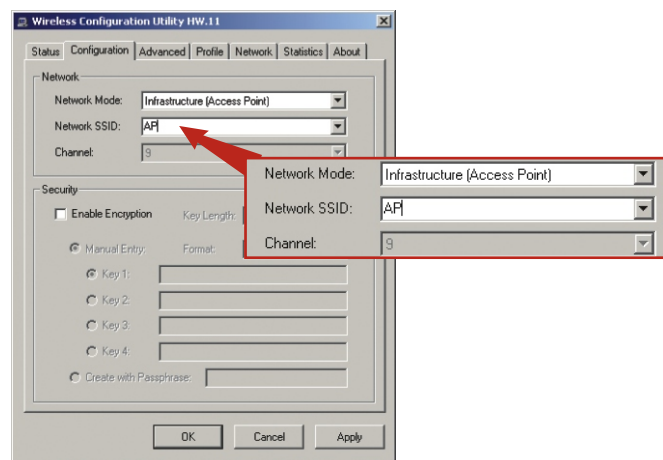 Wireless Configuration Utility HW.11
Status Configuration Advanced Profile Network Statistics About
Network
Network Mode: Infrastructure (Access Point)
Network SSID: AP
Channel: 9
Network Mode: Infrastructure (Access Point)
Network SSID: AP
Channel: 9
Security
Enable Encryption Key Length:
Manual Entry: Format:
Key 1:
Key 2:
Key 3:
Key 4:
Create with Passphrase:
OK Cancel Apply